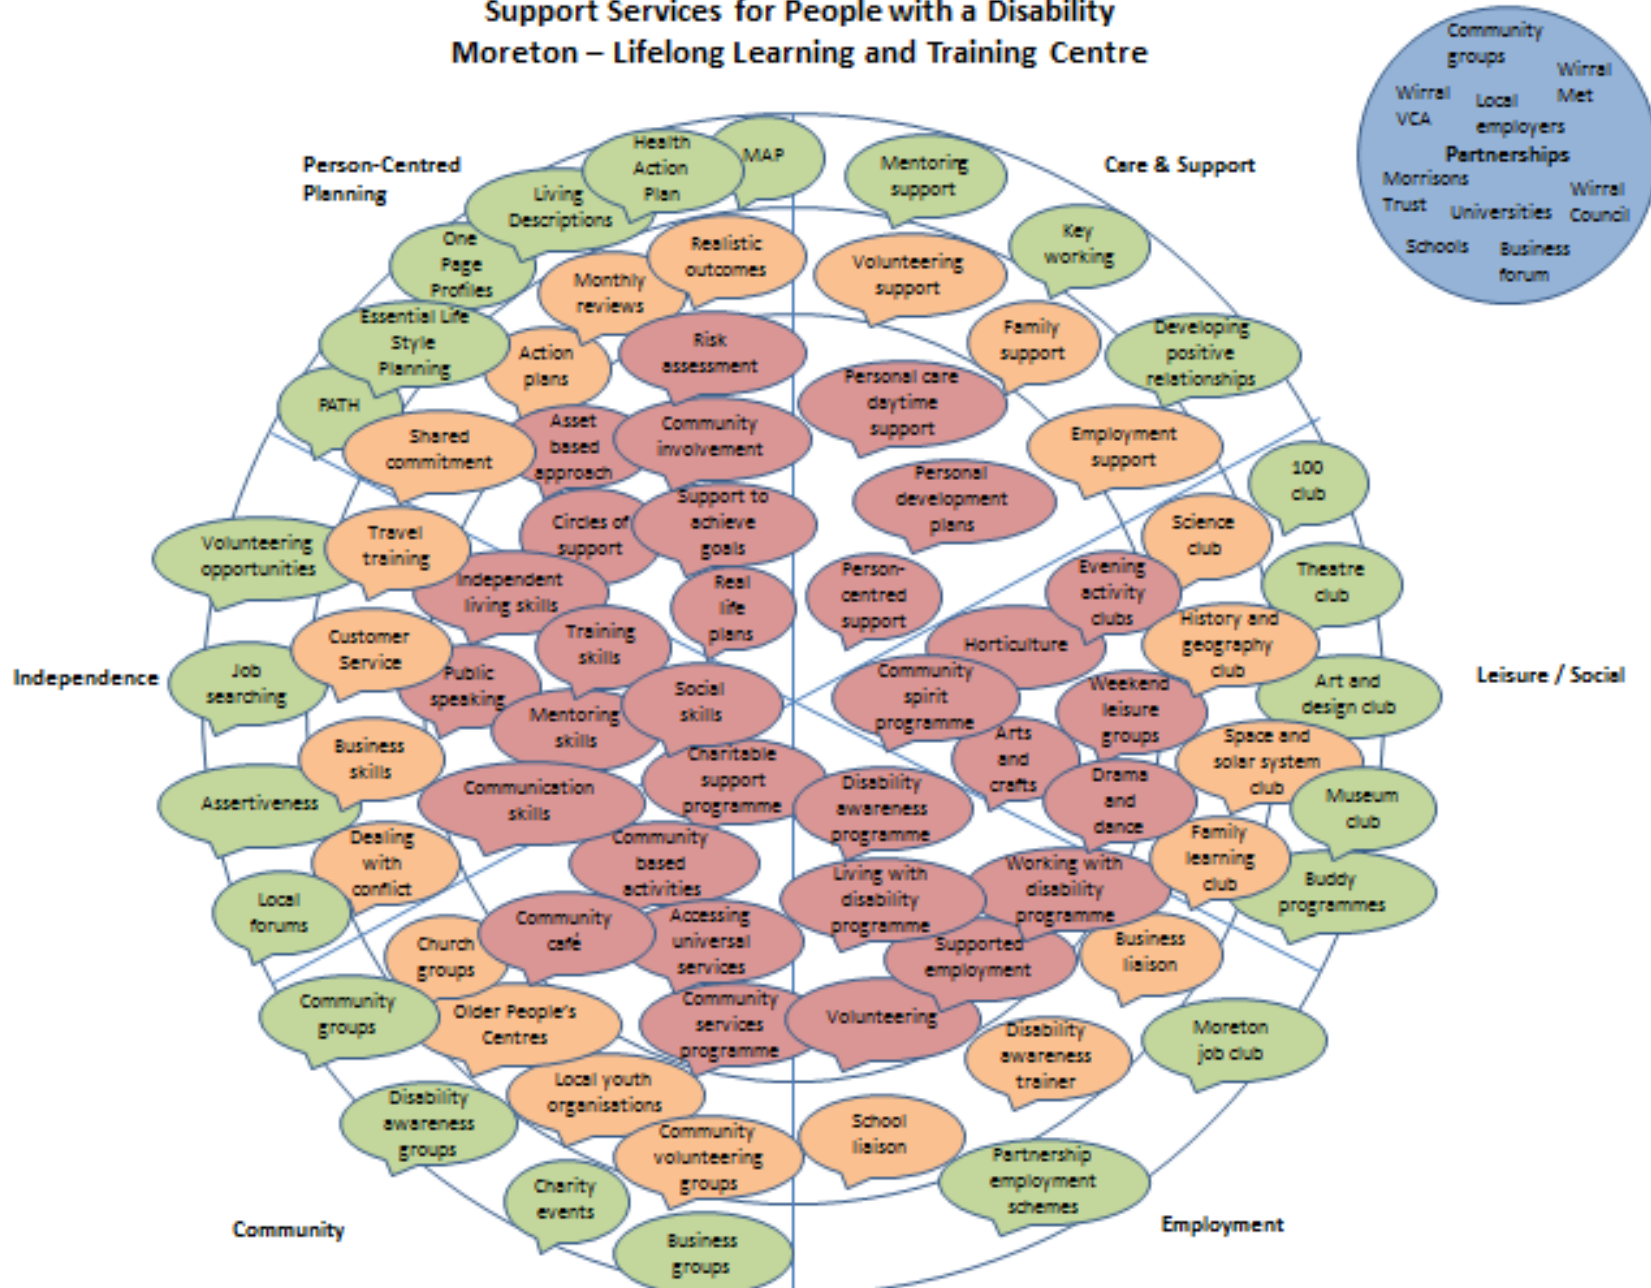 Support Services for People with a Disability
Moreton – Lifelong Learning and Training Centre
Community
groups
Wirral
Met
Wirral
VCA
Local
employers
Partnerships
Morrisons
Trust
Universities
Wirral
Council
Schools
Business
forum
Person-Centred
Planning
MAP
Health
Action
Plan
Living
Descriptions
One
Page
Profiles
Essential Life
Style
Planning
PATH
Realistic
outcomes
Monthly
reviews
Action
plans
Shared
commitment
Risk
assessment
Asset
based
approach
Community
involvement
Circles of
support
Support to
achieve
goals
Real
life
plans
Care & Support
Mentoring
support
Key
working
Developing
positive
relationships
Volunteering
support
Family
support
Employment
support
Personal care
daytime
support
Personal
development
plans
Person-
centred
support
Leisure / Social
100
club
Theatre
club
Art and
design club
Museum
club
Buddy
programmes
Science
club
History and
geography
club
Space and
solar system
club
Family
learning
club
Evening
activity
clubs
Horticulture
Community
spirit
programme
Weekend
leisure
groups
Arts
and
crafts
Drama
and
dance
Employment
Disability
awareness
programme
Living with
disability
programme
Working with
disability
programme
Supported
employment
Volunteering
Business
liaison
Disability
awareness
trainer
School
liaison
Moreton
job club
Partnership
employment
schemes
Community
Charitable
support
programme
Community
based
activities
Community
café
Accessing
universal
services
Community
services
programme
Church
groups
Older People's
Centres
Local youth
organisations
Community
volunteering
groups
Community
groups
Disability
awareness
groups
Charity
events
Business
groups
Independence
Volunteering
opportunities
Job
searching
Assertiveness
Local
forums
Travel
training
Customer
Service
Business
skills
Dealing
with
conflict
Independent
living skills
Training
skills
Public
speaking
Mentoring
skills
Social
skills
Communication
skills